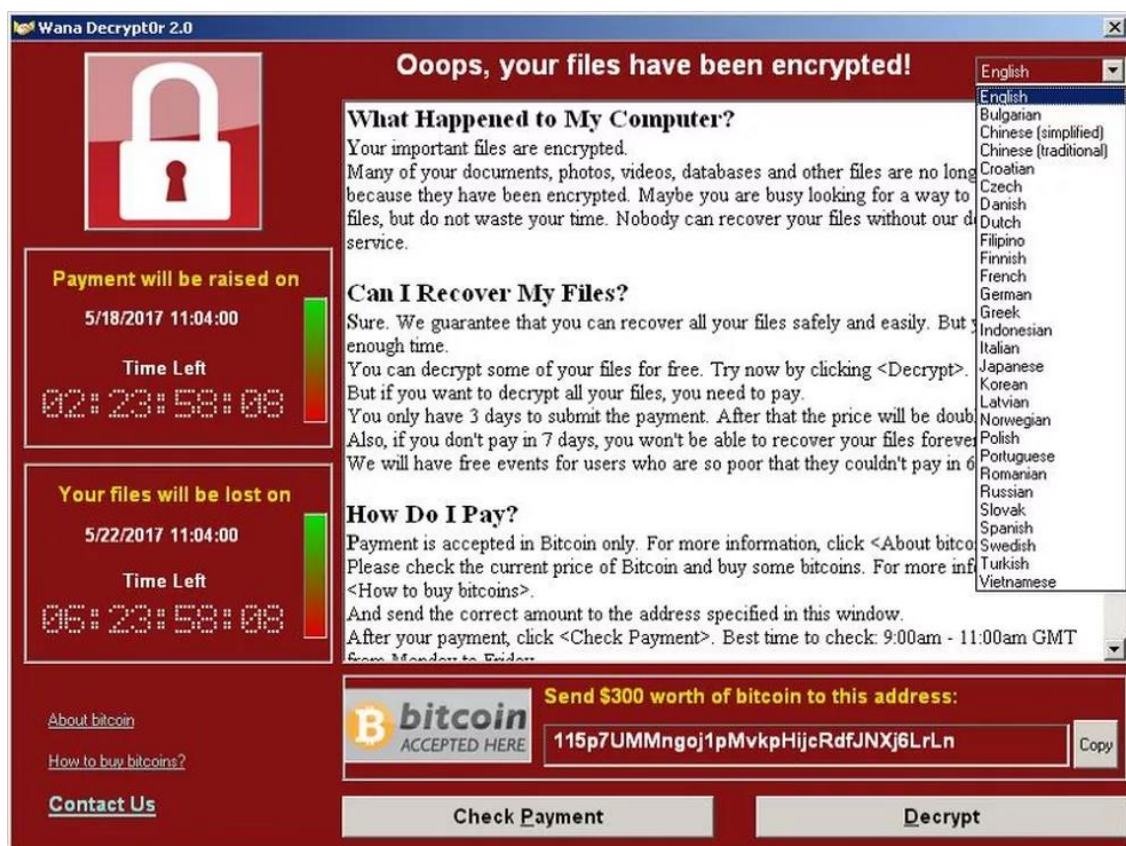 Wana Decrypt0r 2.0
Ooops, your files have been encrypted!
English
English
Bulgarian
Chinese (simplified)
Chinese (traditional)
Croatian
Czech
Danish
Dutch
Filipino
Finnish
French
German
Greek
Indonesian
Italian
Japanese
Korean
Latvian
Norwegian
Polish
Portuguese
Romanian
Russian
Slovak
Spanish
Swedish
Turkish
Vietnamese
Payment will be raised on
5/18/2017 11:04:00
Time Left
02:23:58:08
Your files will be lost on
5/22/2017 11:04:00
Time Left
06:23:58:08
About bitcoin
How to buy bitcoins?
Contact Us
What Happened to My Computer?
Your important files are encrypted.
Many of your documents, photos, videos, databases and other files are no long
because they have been encrypted. Maybe you are busy looking for a way to
files, but do not waste your time. Nobody can recover your files without our d
service.
Can I Recover My Files?
Sure. We guarantee that you can recover all your files safely and easily. But
enough time.
You can decrypt some of your files for free. Try now by clicking <Decrypt>.
But if you want to decrypt all your files, you need to pay.
You only have 3 days to submit the payment. After that the price will be doubl
Also, if you don't pay in 7 days, you won't be able to recover your files forever
We will have free events for users who are so poor that they couldn't pay in 6
How Do I Pay?
Payment is accepted in Bitcoin only. For more information, click <About bitco
Please check the current price of Bitcoin and buy some bitcoins. For more inf
<How to buy bitcoins>.
And send the correct amount to the address specified in this window.
After your payment, click <Check Payment>. Best time to check: 9:00am - 11:00am GMT
from Monday to Friday
bitcoin
ACCEPTED HERE
Send $300 worth of bitcoin to this address:
115p7UMMngoj1pMvkpHijcRdfJNXj6LrLn
Copy
Check Payment
Decrypt